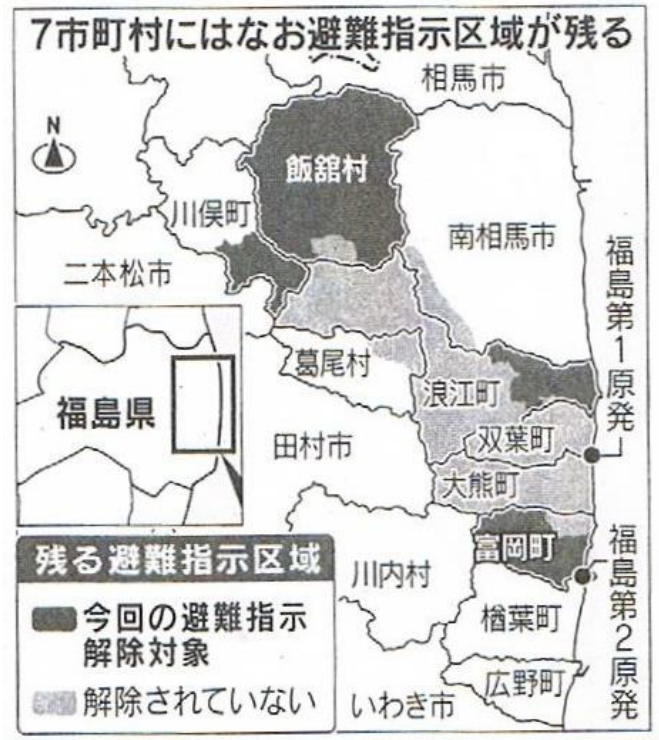 7市町村にはなお避難指示区域が残る
相馬市
N
飯舘村
川俣町
南相馬市
二本松市
福島第1原発
葛尾村
浪江町
福島県
双葉町
田村市
大熊町
残る避難指示区域
今回の避難指示
解除対象
解除されていない
富岡町
川内村
福島第2原発
楢葉町
広野町
いわき市